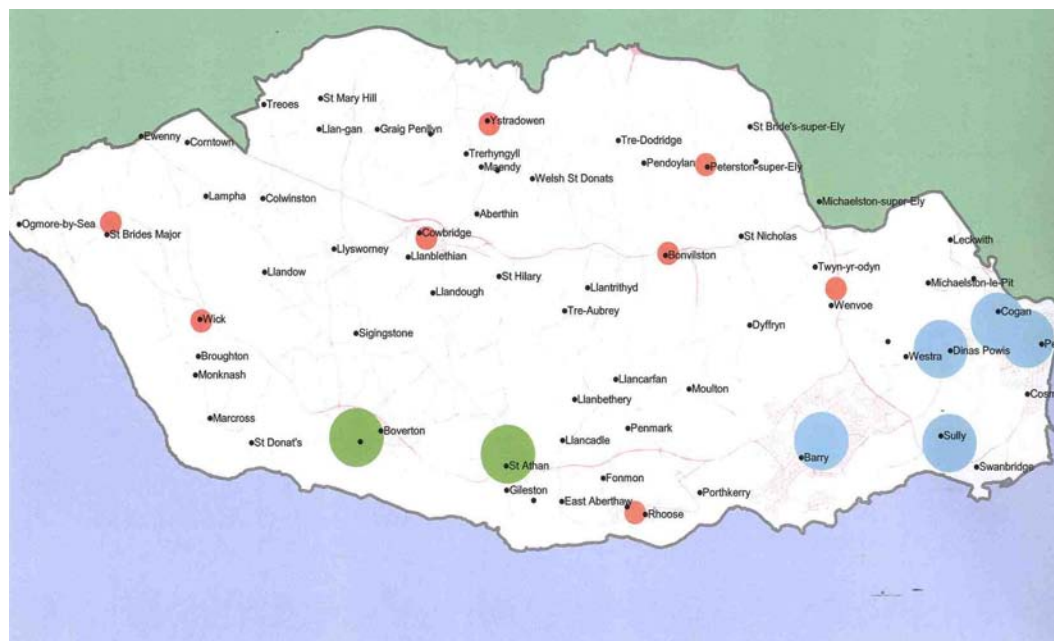 St Mary Hill
Treoes
Ystradowen
Llan-gan
Graig Penllyn
St Bride's-super-Ely
Ewenny
Corntown
Tre-Dodridge
Trerhyngyll
Pendoylan
Peterston-super-Ely
Maendy
Welsh St Donats
Lampha
Colwinston
Michaelston-super-Ely
Aberthin
Ogmore-by-Sea
St Brides Major
Cowbridge
St Nicholas
Leckwith
Llysworney
Llanblethian
Bonvilston
Twyn-yr-odyn
Llandow
St Hilary
Michaelston-le-Pit
Llandough
Llantrithyd
Wenvoe
Tre-Aubrey
Cogan
Wick
Dyffryn
Sigingstone
Dinas Powis
Westra
Broughton
Monknash
Llancarfan
Moulton
Llanbethery
Marcross
Boverton
Penmark
St Donat's
Llancadle
Sully
Barry
St Athan
Swanbridge
Fonmon
Gileston
Porthkerry
East Aberthaw
Rhoose